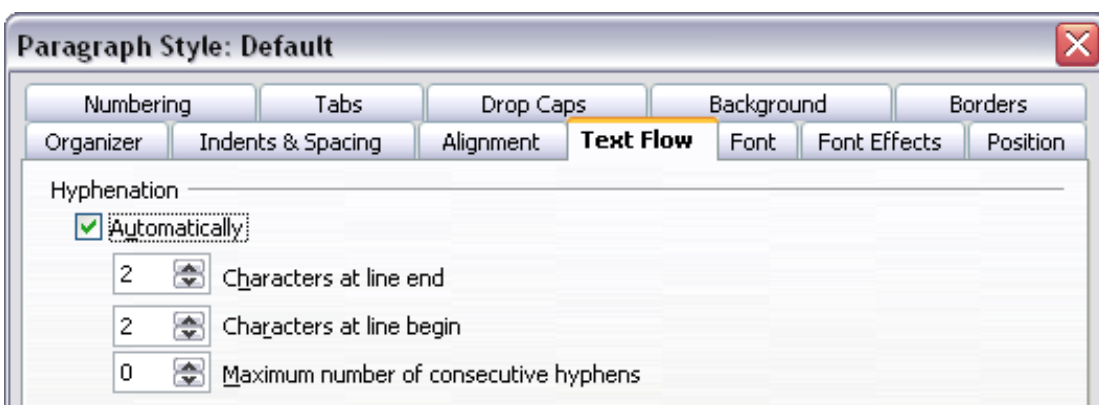 Paragraph Style: Default
Numbering Tabs Drop Caps Background Borders
Organizer Indents & Spacing Alignment Text Flow Font Font Effects Position
Hyphenation
Automatically
2 Characters at line end
2 Characters at line begin
0 Maximum number of consecutive hyphens